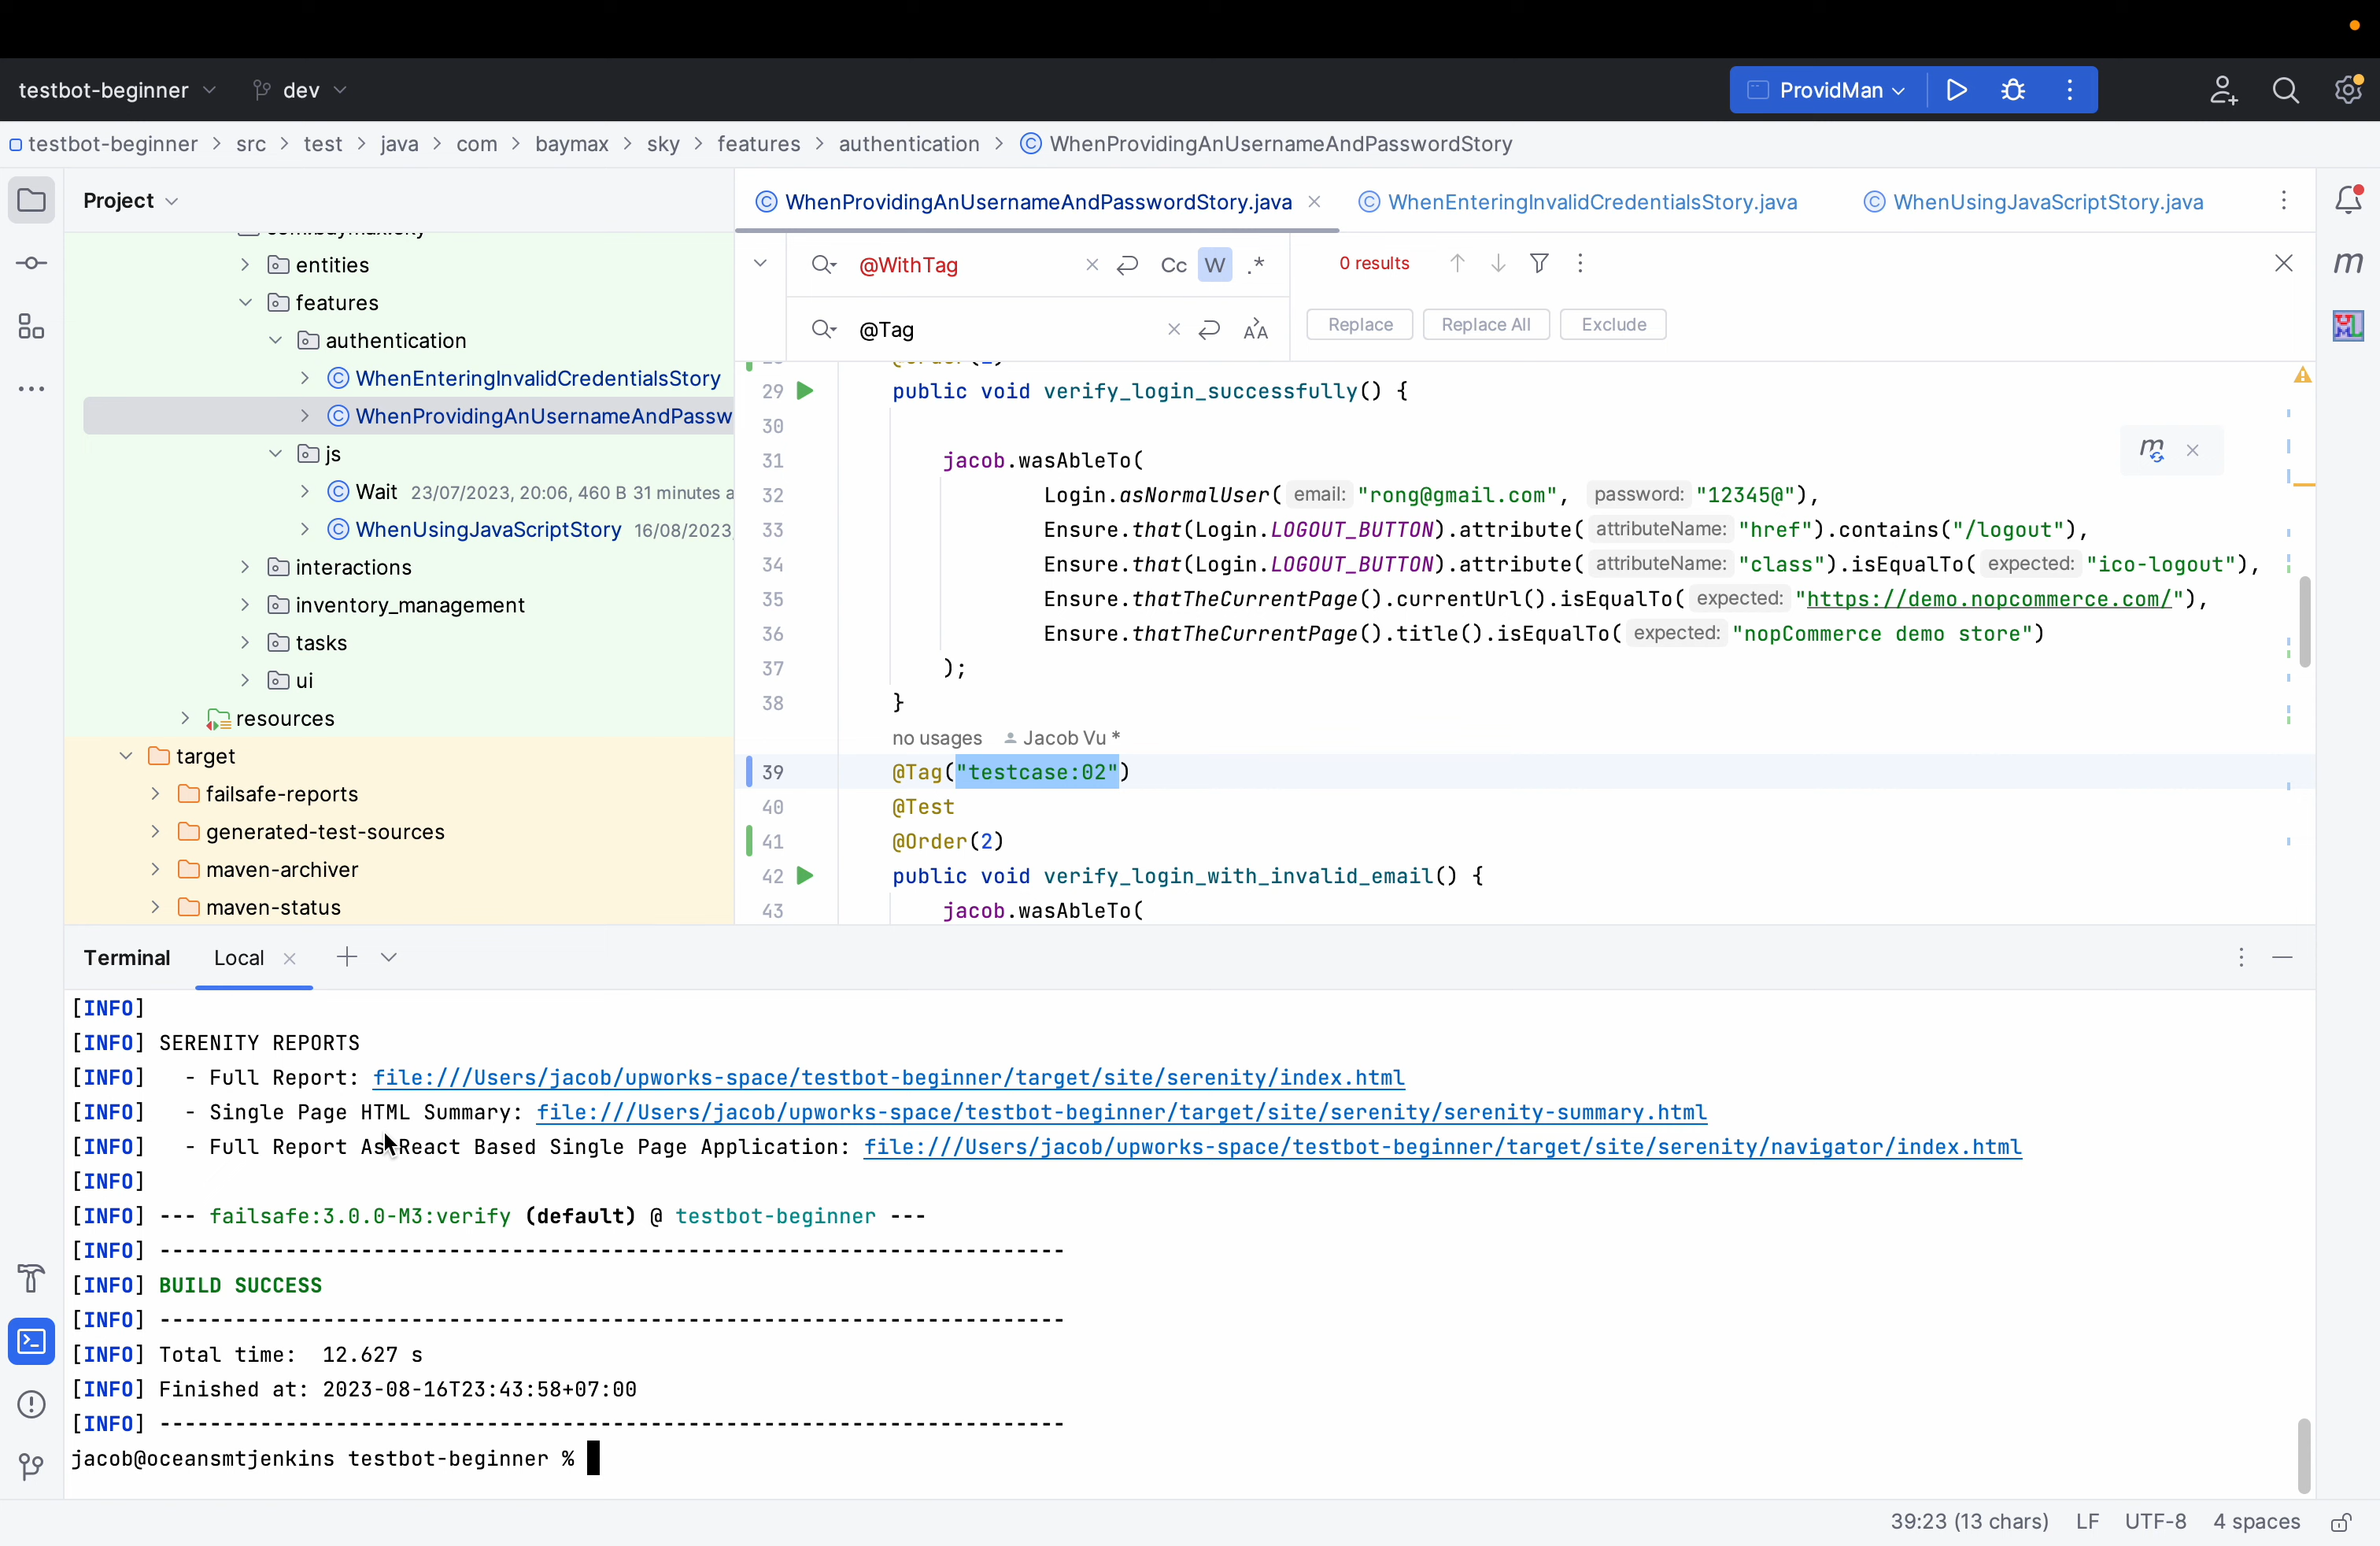 testbot-beginner dev ProvidMan
testbot-beginner > src > test > java > com > baymax > sky > features > authentication > WhenProvidingAnUsernameAndPasswordStory
Project
WhenProvidingAnUsernameAndPasswordStory.java WhenEnteringInvalidCredentialsStory.java WhenUsingJavaScriptStory.java
@WithTag Cc W .* 0 results
@Tag Replace Replace All Exclude
entities
features
authentication
WhenEnteringInvalidCredentialsStory
WhenProvidingAnUsernameAndPassw
js
Wait 23/07/2023, 20:06, 460 B 31 minutes a
WhenUsingJavaScriptStory 16/08/2023,
interactions
inventory_management
tasks
ui
resources
target
failsafe-reports
generated-test-sources
maven-archiver
maven-status
29 public void verify_login_successfully() {
30
31 jacob.wasAbleTo(
32 Login.asNormalUser( email: "rong@gmail.com", password: "12345@"),
33 Ensure.that(Login.LOGOUT_BUTTON).attribute( attributeName: "href").contains("/logout"),
34 Ensure.that(Login.LOGOUT_BUTTON).attribute( attributeName: "class").isEqualTo( expected: "ico-logout"),
35 Ensure.thatTheCurrentPage().currentUrl().isEqualTo( expected: "https://demo.nopcommerce.com/"),
36 Ensure.thatTheCurrentPage().title().isEqualTo( expected: "nopCommerce demo store")
37 );
38 }
no usages Jacob Vu *
39 @Tag("testcase:02")
40 @Test
41 @Order(2)
42 public void verify_login_with_invalid_email() {
43 jacob.wasAbleTo(
Terminal Local
[INFO]
[INFO] SERENITY REPORTS
[INFO]   - Full Report: file:///Users/jacob/upworks-space/testbot-beginner/target/site/serenity/index.html
[INFO]   - Single Page HTML Summary: file:///Users/jacob/upworks-space/testbot-beginner/target/site/serenity/serenity-summary.html
[INFO]   - Full Report As React Based Single Page Application: file:///Users/jacob/upworks-space/testbot-beginner/target/site/serenity/navigator/index.html
[INFO]
[INFO] --- failsafe:3.0.0-M3:verify (default) @ testbot-beginner ---
[INFO] ------------------------------------------------------------------------
[INFO] BUILD SUCCESS
[INFO] ------------------------------------------------------------------------
[INFO] Total time:  12.627 s
[INFO] Finished at: 2023-08-16T23:43:58+07:00
[INFO] ------------------------------------------------------------------------
jacob@oceansmtjenkins testbot-beginner %
39:23 (13 chars) LF UTF-8 4 spaces